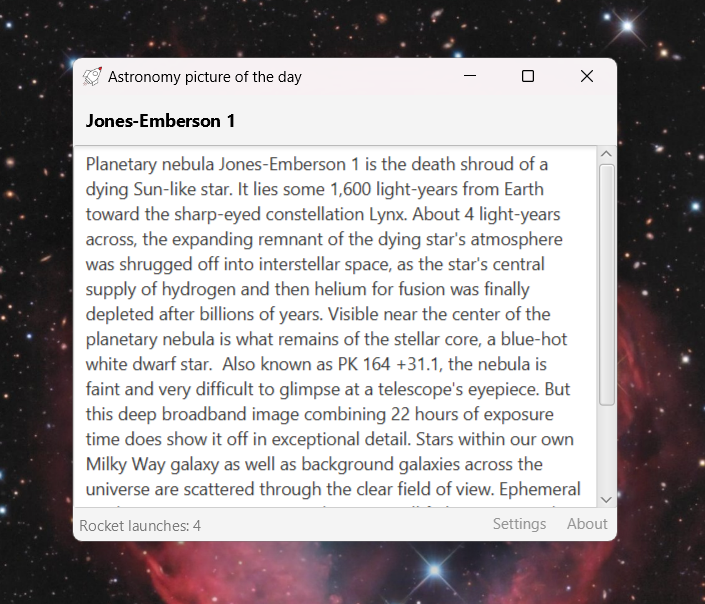 Astronomy picture of the day
Jones-Emberson 1
Planetary nebula Jones-Emberson 1 is the death shroud of a
dying Sun-like star. It lies some 1,600 light-years from Earth
toward the sharp-eyed constellation Lynx. About 4 light-years
across, the expanding remnant of the dying star's atmosphere
was shrugged off into interstellar space, as the star's central
supply of hydrogen and then helium for fusion was finally
depleted after billions of years. Visible near the center of the
planetary nebula is what remains of the stellar core, a blue-hot
white dwarf star.  Also known as PK 164 +31.1, the nebula is
faint and very difficult to glimpse at a telescope's eyepiece. But
this deep broadband image combining 22 hours of exposure
time does show it off in exceptional detail. Stars within our own
Milky Way galaxy as well as background galaxies across the
universe are scattered through the clear field of view. Ephemeral
Rocket launches: 4
Settings About